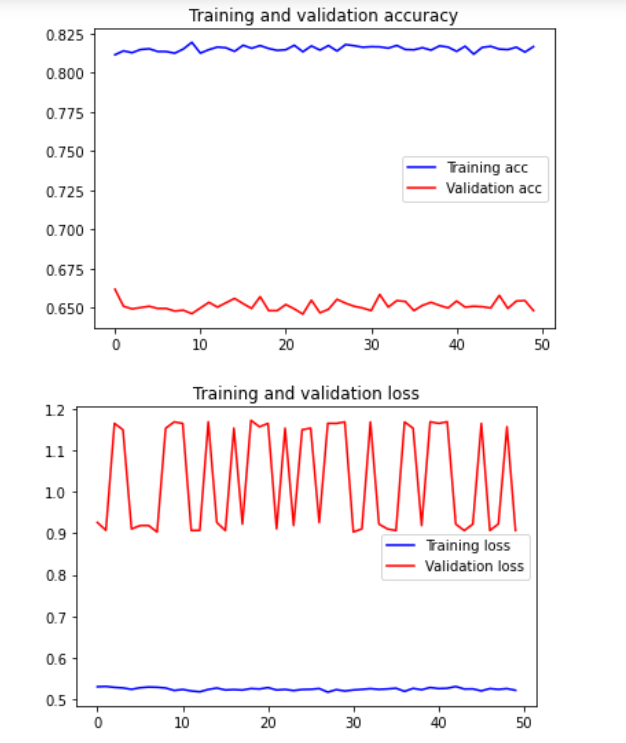 Training and validation accuracy
0.825
0.800
0.775
0.750
0.725
0.700
0.675
0.650
Training acc
Validation acc
0 10 20 30 40 50
Training and validation loss
1.2
1.1
1.0
0.9
0.8
0.7
0.6
0.5
Training loss
Validation loss
0 10 20 30 40 50